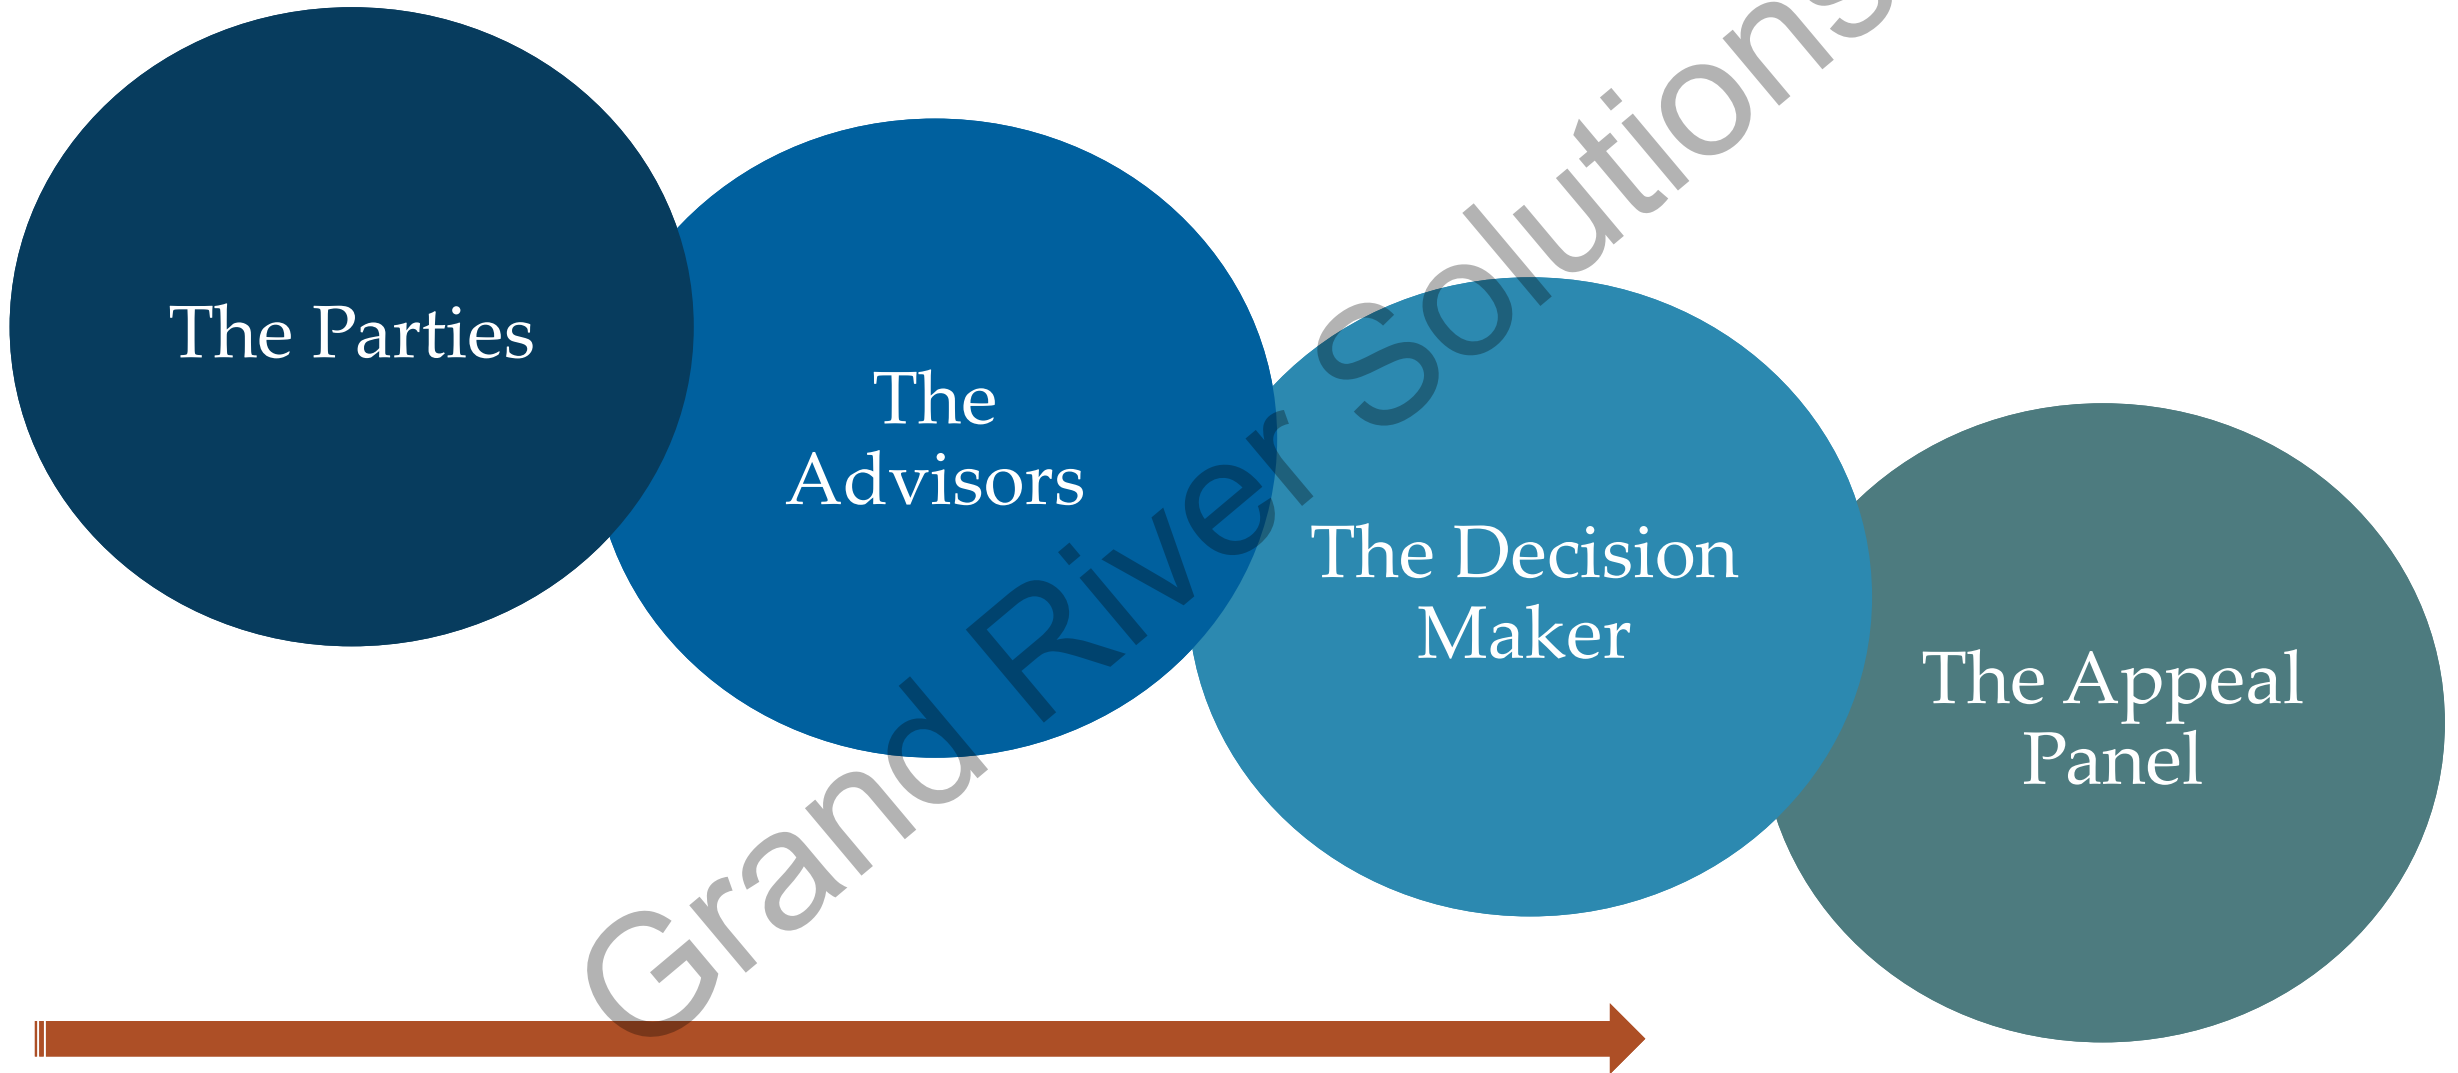 The Parties
The
Advisors
The Decision
Maker
The Appeal
Panel
Grand River Solutions